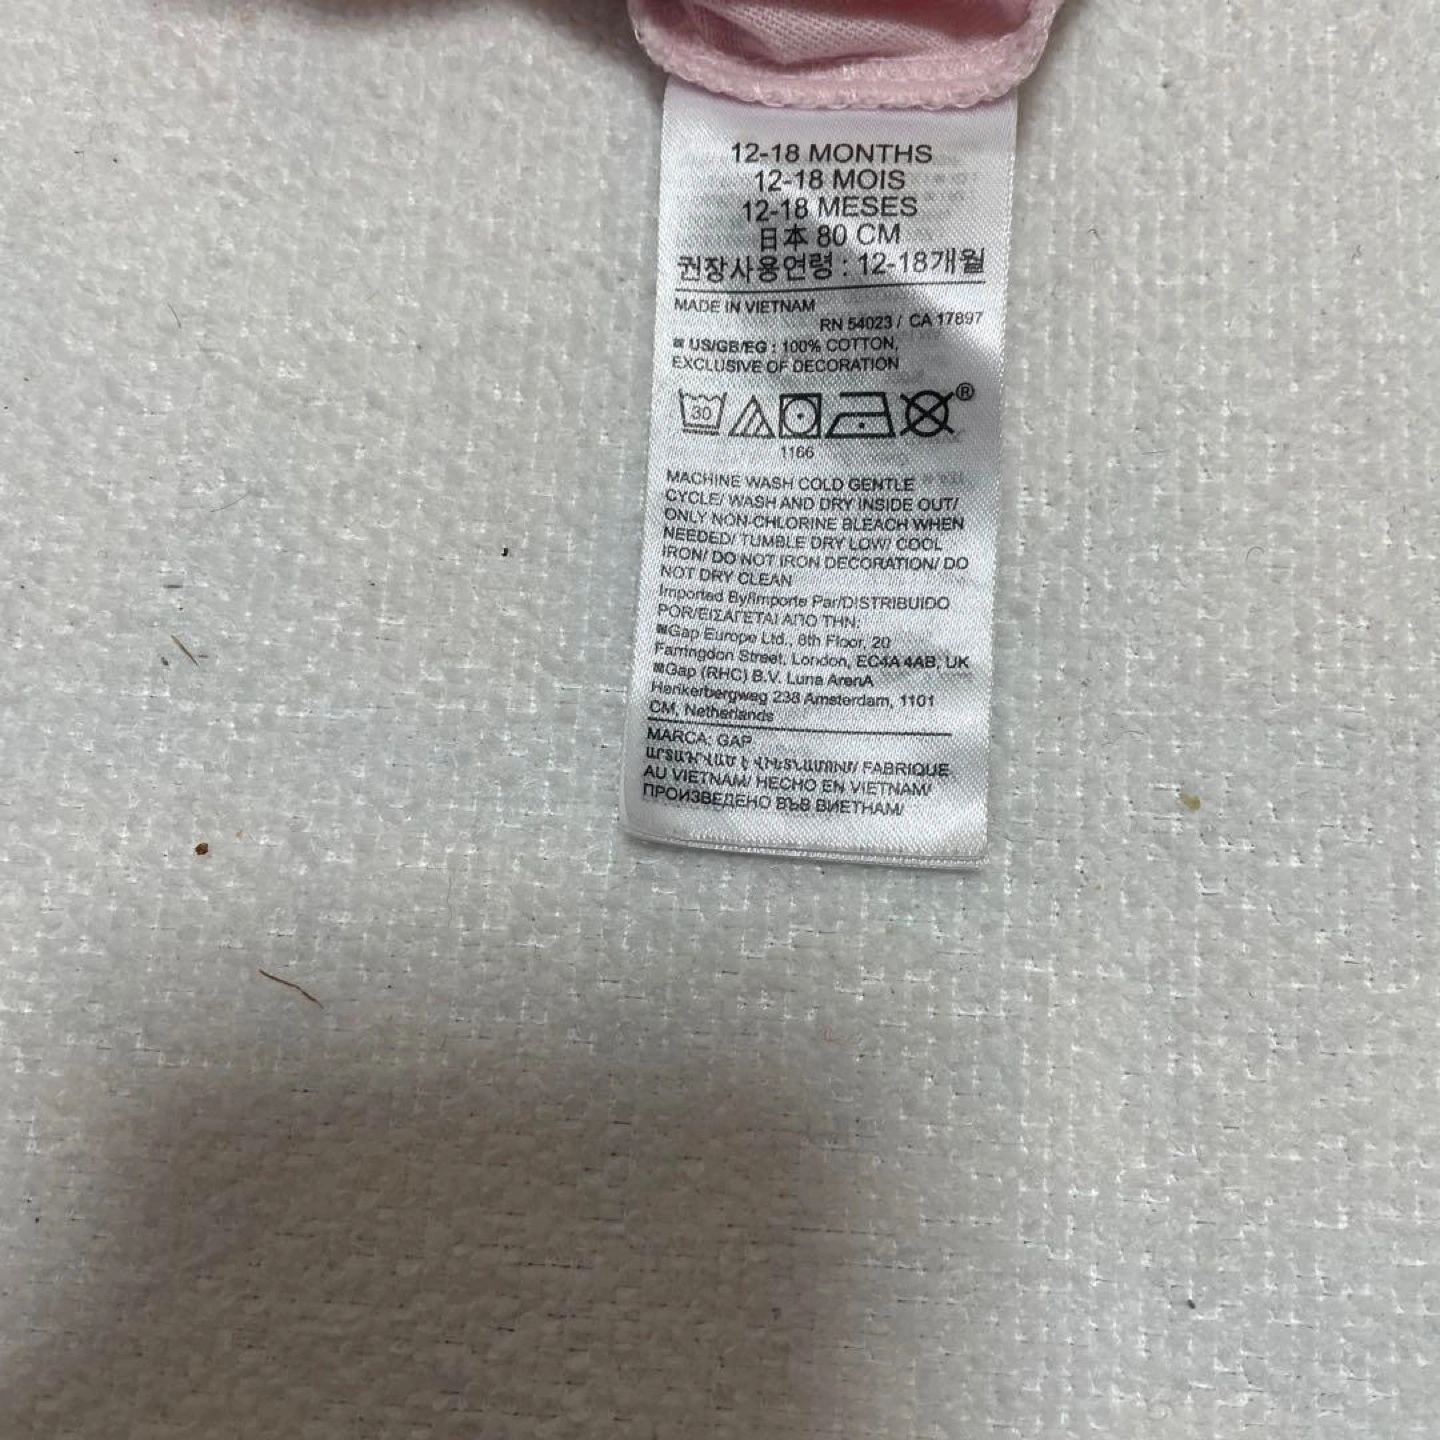 12-18 MONTHS
12-18 MOIS
12-18 MESES
日本 80 CM
권장사용연령 : 12-18개월
MADE IN VIETNAM
RN 54023 / CA 17897
US/GB/EG : 100% COTTON,
EXCLUSIVE OF DECORATION
30
®
1166
MACHINE WASH COLD GENTLE
CYCLE/ WASH AND DRY INSIDE OUT/
ONLY NON-CHLORINE BLEACH WHEN
NEEDED/ TUMBLE DRY LOW/ COOL
IRON/ DO NOT IRON DECORATION/ DO
NOT DRY CLEAN
Imported By/Importe Par/DISTRIBUIDO
POR/ΕΙΣΑΓΕΤΑΙ ΑΠΟ ΤΗΝ:
Gap Europe Ltd., 6th Floor, 20
Farringdon Street, London, EC4A 4AB, UK
Gap (RHC) B.V. Luna ArenA
Herikerbergweg 238 Amsterdam, 1101
CM, Netherlands
MARCA: GAP
FABRIQUE
AU VIETNAM/ HECHO EN VIETNAM/
ПРОИЗВЕДЕНО ВЪВ ВИЕТНАМ/